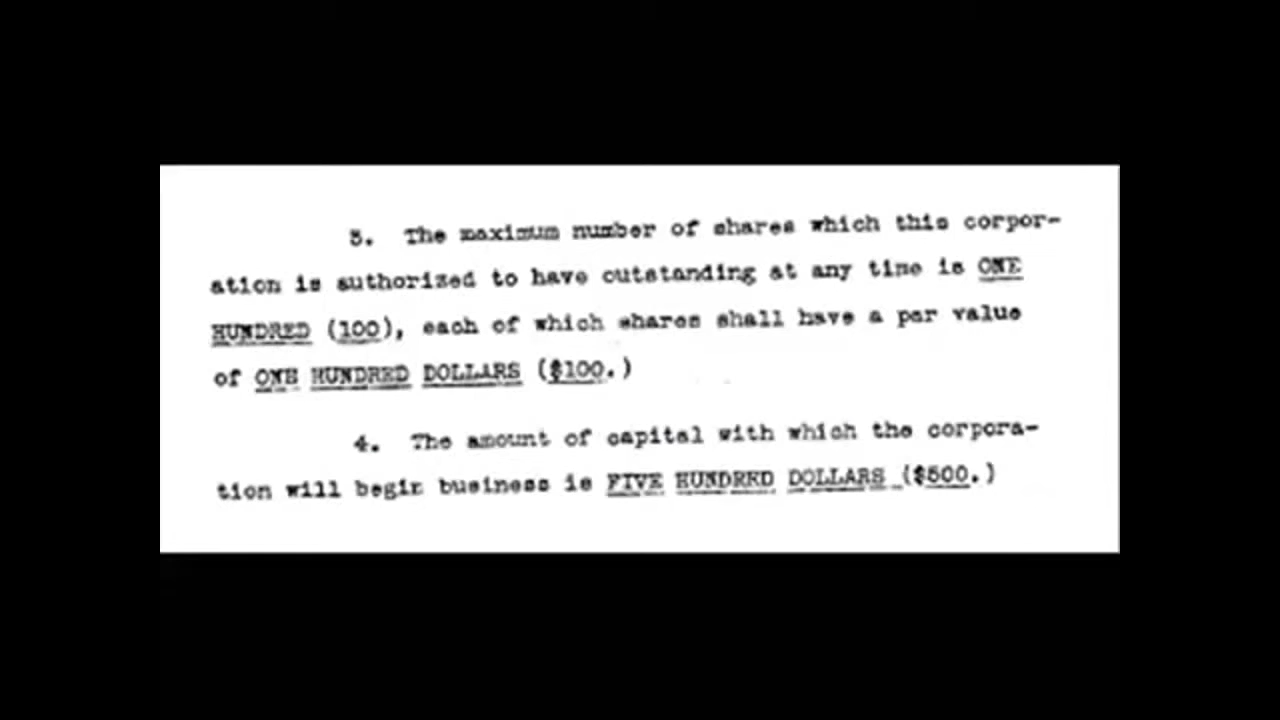 3. The maximum number of shares which this corpor-
ation is authorized to have outstanding at any time is ONE
HUNDRED (100), each of which shares shall have a par value
of ONE HUNDRED DOLLARS ($100.)
4. The amount of capital with which the corpora-
tion will begin business is FIVE HUNDRED DOLLARS ($500.)